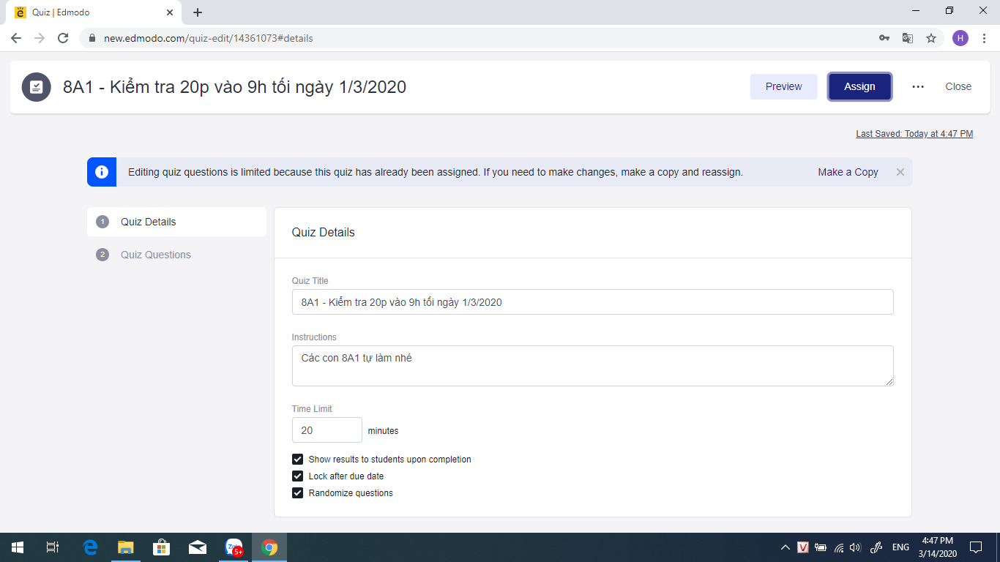 Quiz | Edmodo
new.edmodo.com/quiz-edit/14361073#details
H
8A1 - Kiểm tra 20p vào 9h tối ngày 1/3/2020
Preview
Assign
Close
Last Saved: Today at 4:47 PM
Editing quiz questions is limited because this quiz has already been assigned. If you need to make changes, make a copy and reassign.
Make a Copy
1 Quiz Details
2 Quiz Questions
Quiz Details
Quiz Title
8A1 - Kiểm tra 20p vào 9h tối ngày 1/3/2020
Instructions
Các con 8A1 tự làm nhé
Time Limit
20 minutes
Show results to students upon completion
Lock after due date
Randomize questions
Zalo 5+
V
ENG
4:47 PM
3/14/2020